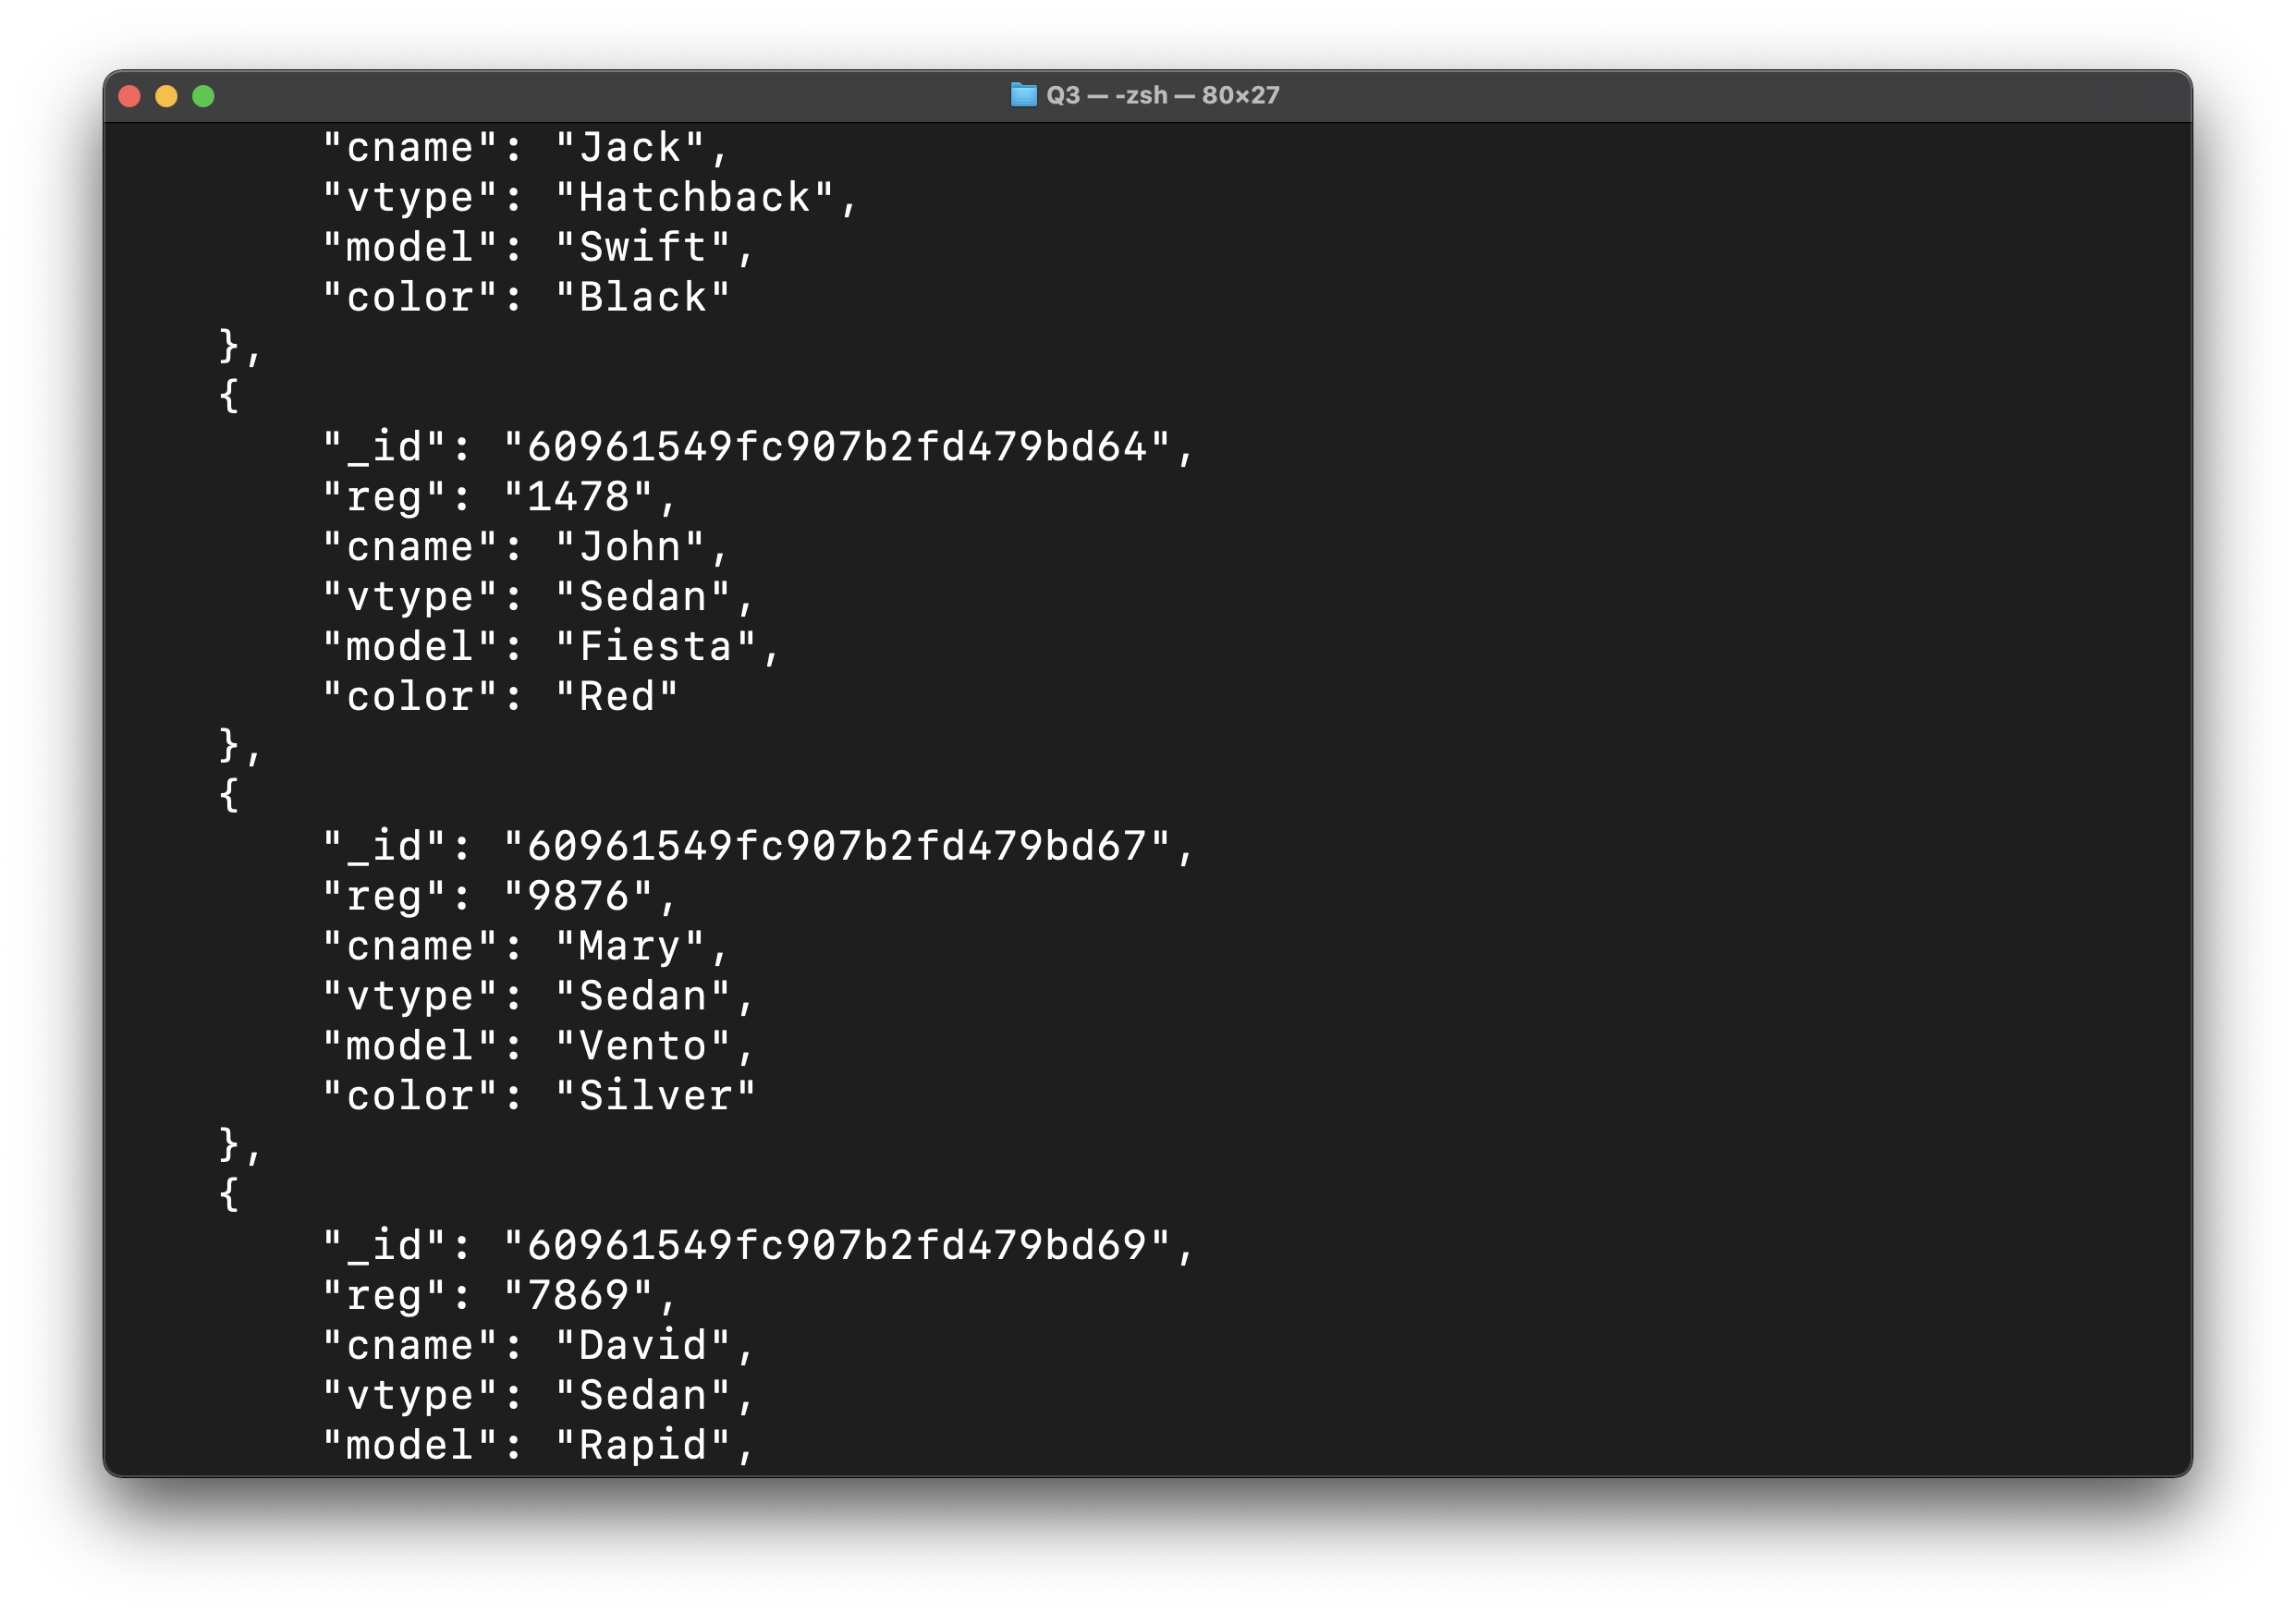 Q3 — -zsh — 80×27
"cname": "Jack",
"vtype": "Hatchback",
"model": "Swift",
"color": "Black"
},
{
"_id": "60961549fc907b2fd479bd64",
"reg": "1478",
"cname": "John",
"vtype": "Sedan",
"model": "Fiesta",
"color": "Red"
},
{
"_id": "60961549fc907b2fd479bd67",
"reg": "9876",
"cname": "Mary",
"vtype": "Sedan",
"model": "Vento",
"color": "Silver"
},
{
"_id": "60961549fc907b2fd479bd69",
"reg": "7869",
"cname": "David",
"vtype": "Sedan",
"model": "Rapid",